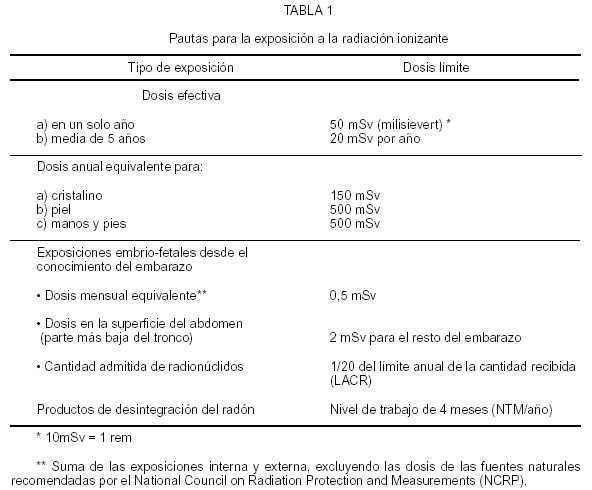 TABLA 1
Pautas para la exposición a la radiación ionizante
Tipo de exposición Dosis límite
Dosis efectiva
a) en un solo año 50 mSv (milisievert) *
b) media de 5 años 20 mSv por año
Dosis anual equivalente para:
a) cristalino 150 mSv
b) piel 500 mSv
c) manos y pies 500 mSv
Exposiciones embrio-fetales desde el
conocimiento del embarazo
• Dosis mensual equivalente** 0,5 mSv
• Dosis en la superficie del abdomen
(parte más baja del tronco) 2 mSv para el resto del embarazo
• Cantidad admitida de radionúclidos 1/20 del límite anual de la cantidad recibida
(LACR)
Productos de desintegración del radón Nivel de trabajo de 4 meses (NTM/año)
* 10mSv = 1 rem
** Suma de las exposiciones interna y externa, excluyendo las dosis de las fuentes naturales
recomendadas por el National Council on Radiation Protection and Measurements (NCRP).